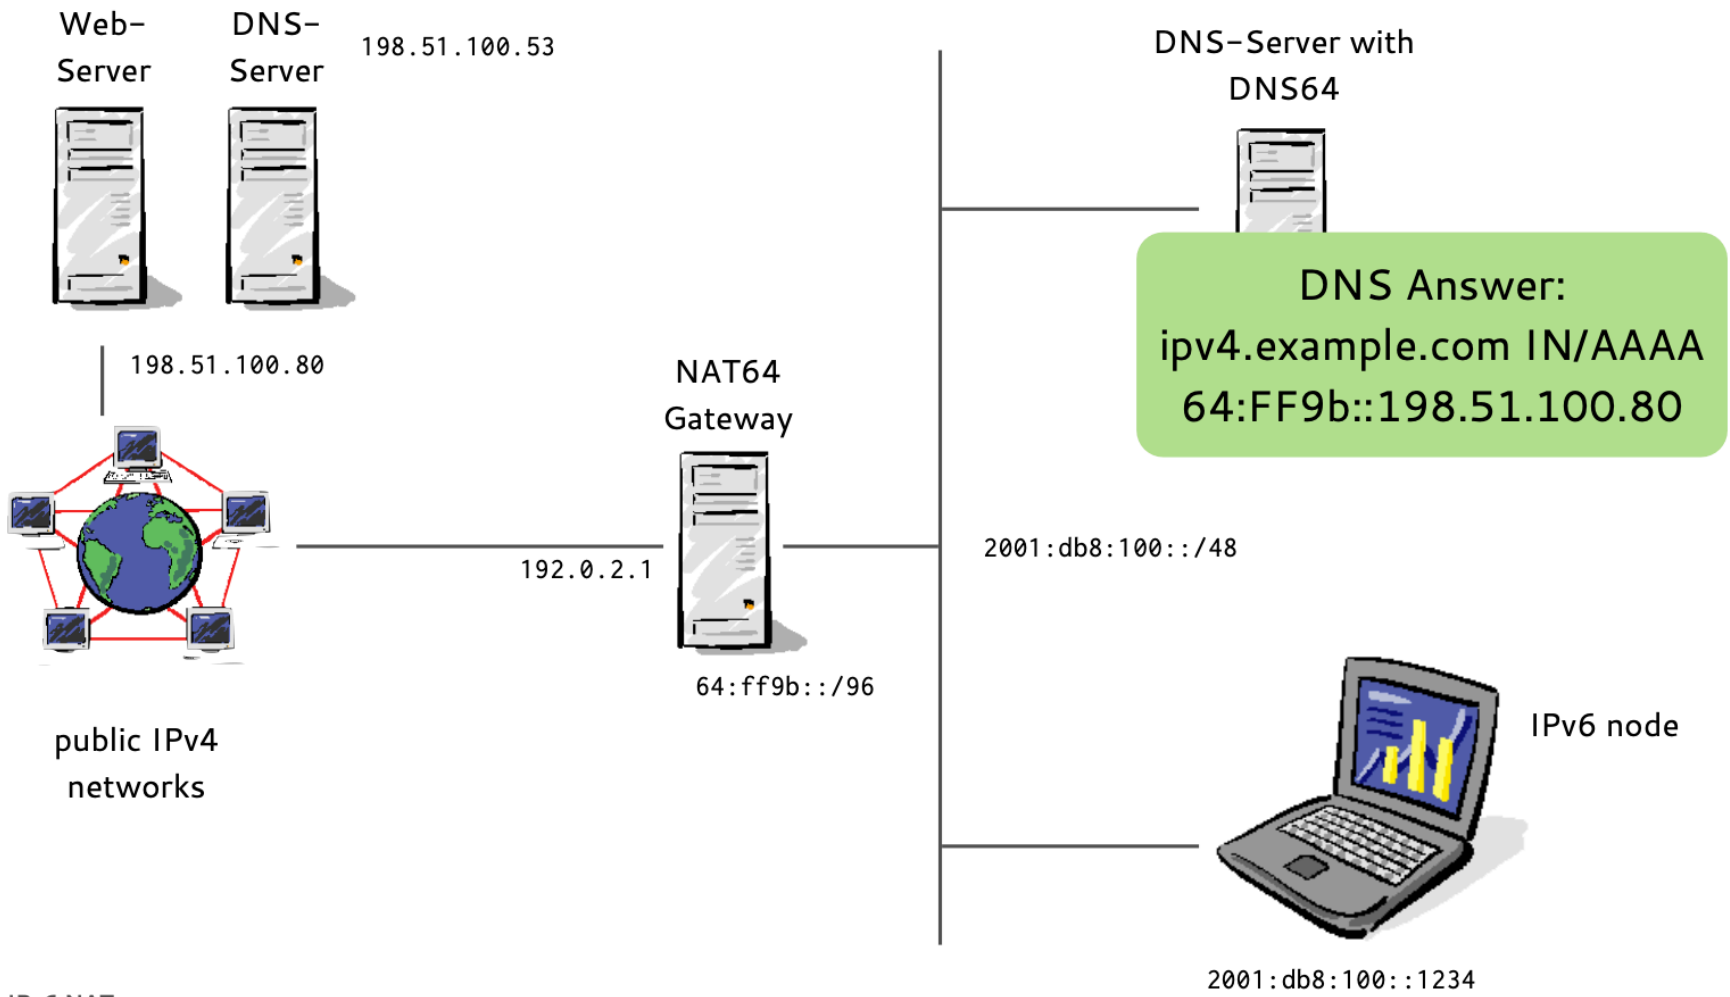 Web-
Server
DNS-
Server
198.51.100.53
DNS-Server with
DNS64
DNS Answer:
ipv4.example.com IN/AAAA
64:FF9b::198.51.100.80
198.51.100.80
NAT64
Gateway
192.0.2.1
2001:db8:100::/48
64:ff9b::/96
public IPv4
networks
IPv6 node
2001:db8:100::1234